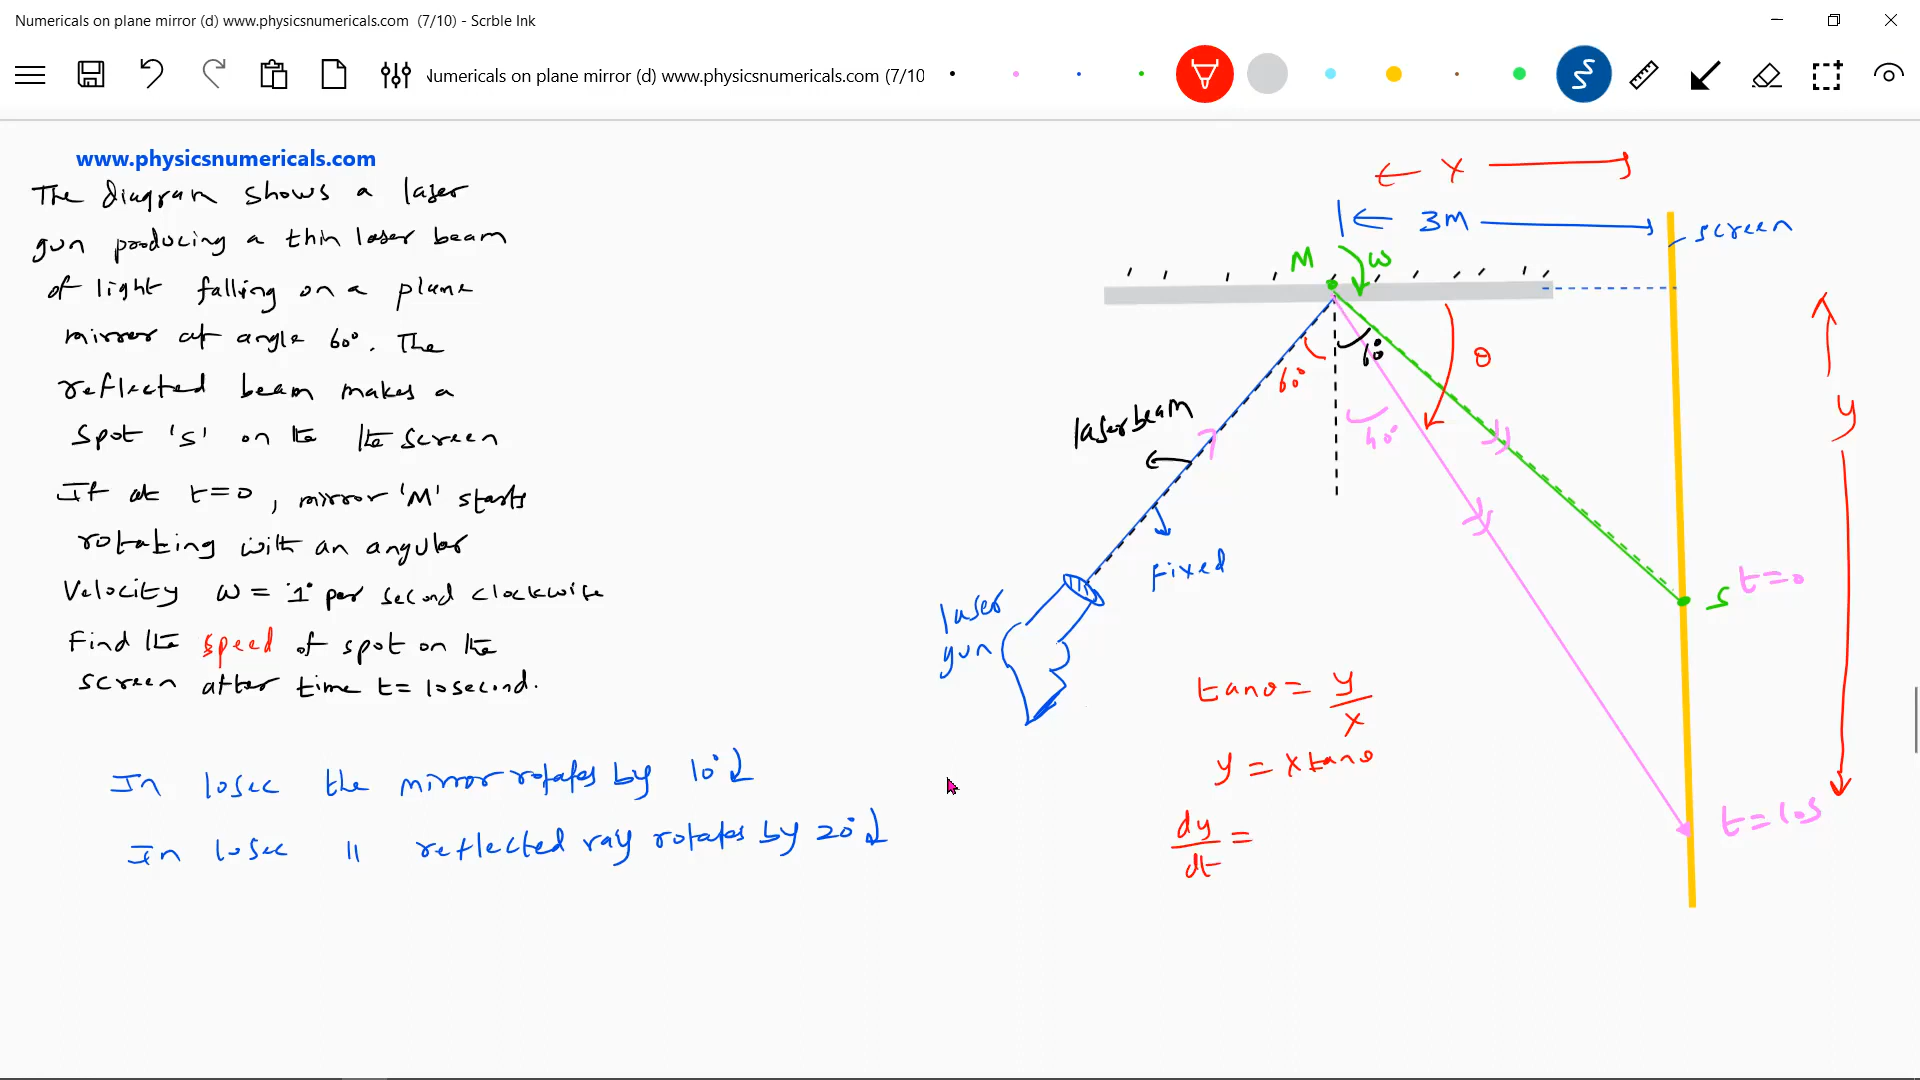 Numericals on plane mirror (d) www.physicsnumericals.com (7/10) - Scrble Ink
Numericals on plane mirror (d) www.physicsnumericals.com (7/10
www.physicsnumericals.com
The diagram shows a laser
gun producing a thin laser beam
of light falling on a plane
mirror at angle 60°. The
reflected beam makes a
spot 's' on the the screen
If at t=0, mirror 'M' starts
rotating with an angular
velocity ω = 1° per second clockwise
Find the speed of spot on the
screen after time t= 10second.
In 10sec the mirror rotates by 10°
In 10sec 11 reflected ray rotates by 20°
x
3M
screen
M
ω
60°
60°
θ
40°
y
laser beam
Fixed
laser
gun
S
t=0
t=10s
tanθ = y/x
y = x tanθ
dy/dt =